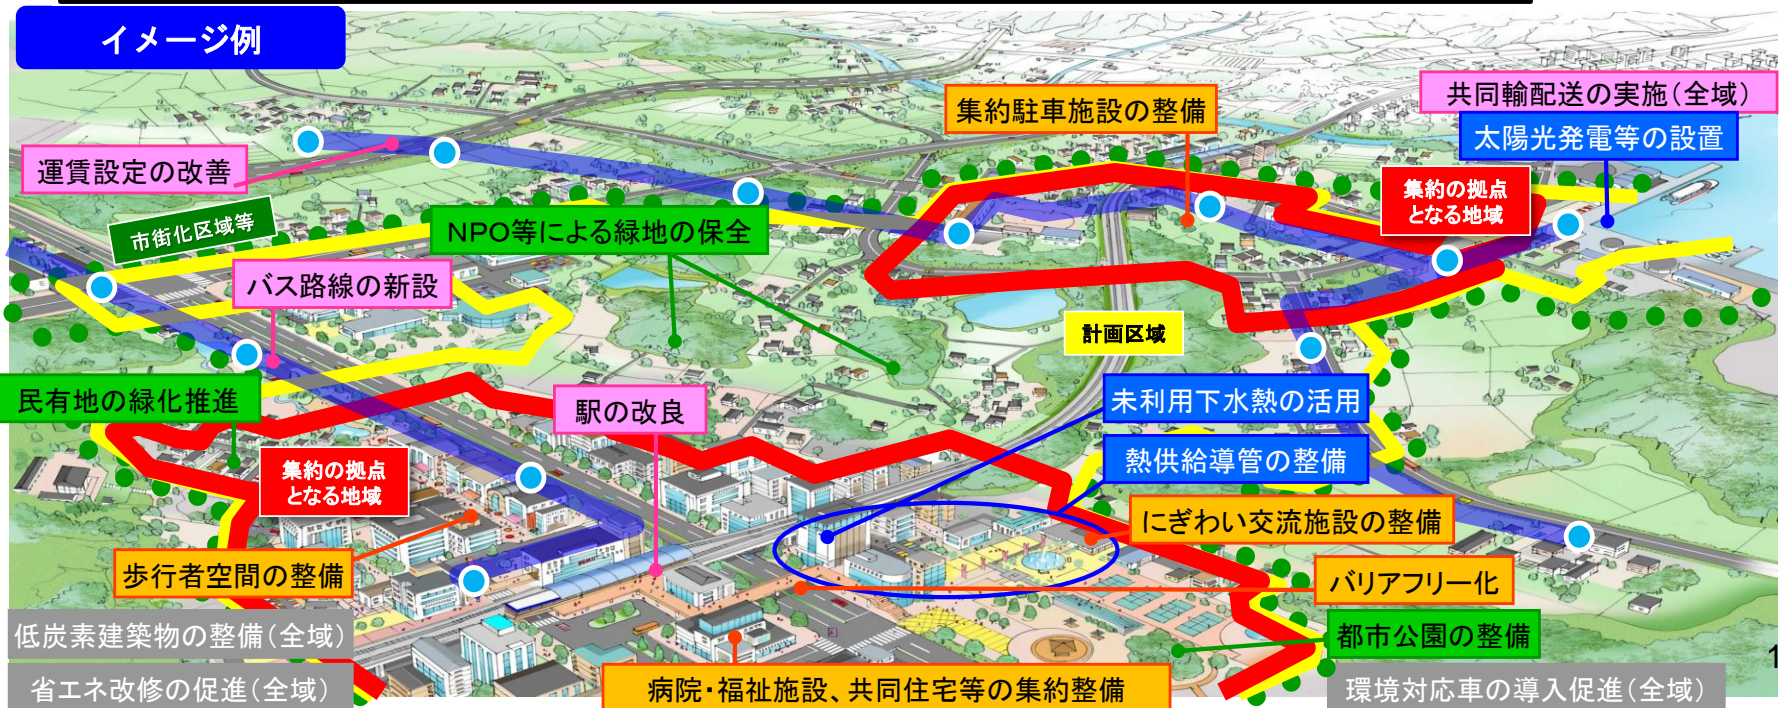 イメージ例
集約駐車施設の整備
共同輸配送の実施（全域）
太陽光発電等の設置
運賃設定の改善
集約の拠点
となる地域
市街化区域等
NPO等による緑地の保全
バス路線の新設
計画区域
民有地の緑化推進
駅の改良
未利用下水熱の活用
熱供給導管の整備
集約の拠点
となる地域
にぎわい交流施設の整備
歩行者空間の整備
バリアフリー化
低炭素建築物の整備（全域）
都市公園の整備
1
省エネ改修の促進（全域）
病院・福祉施設、共同住宅等の集約整備
環境対応車の導入促進（全域）